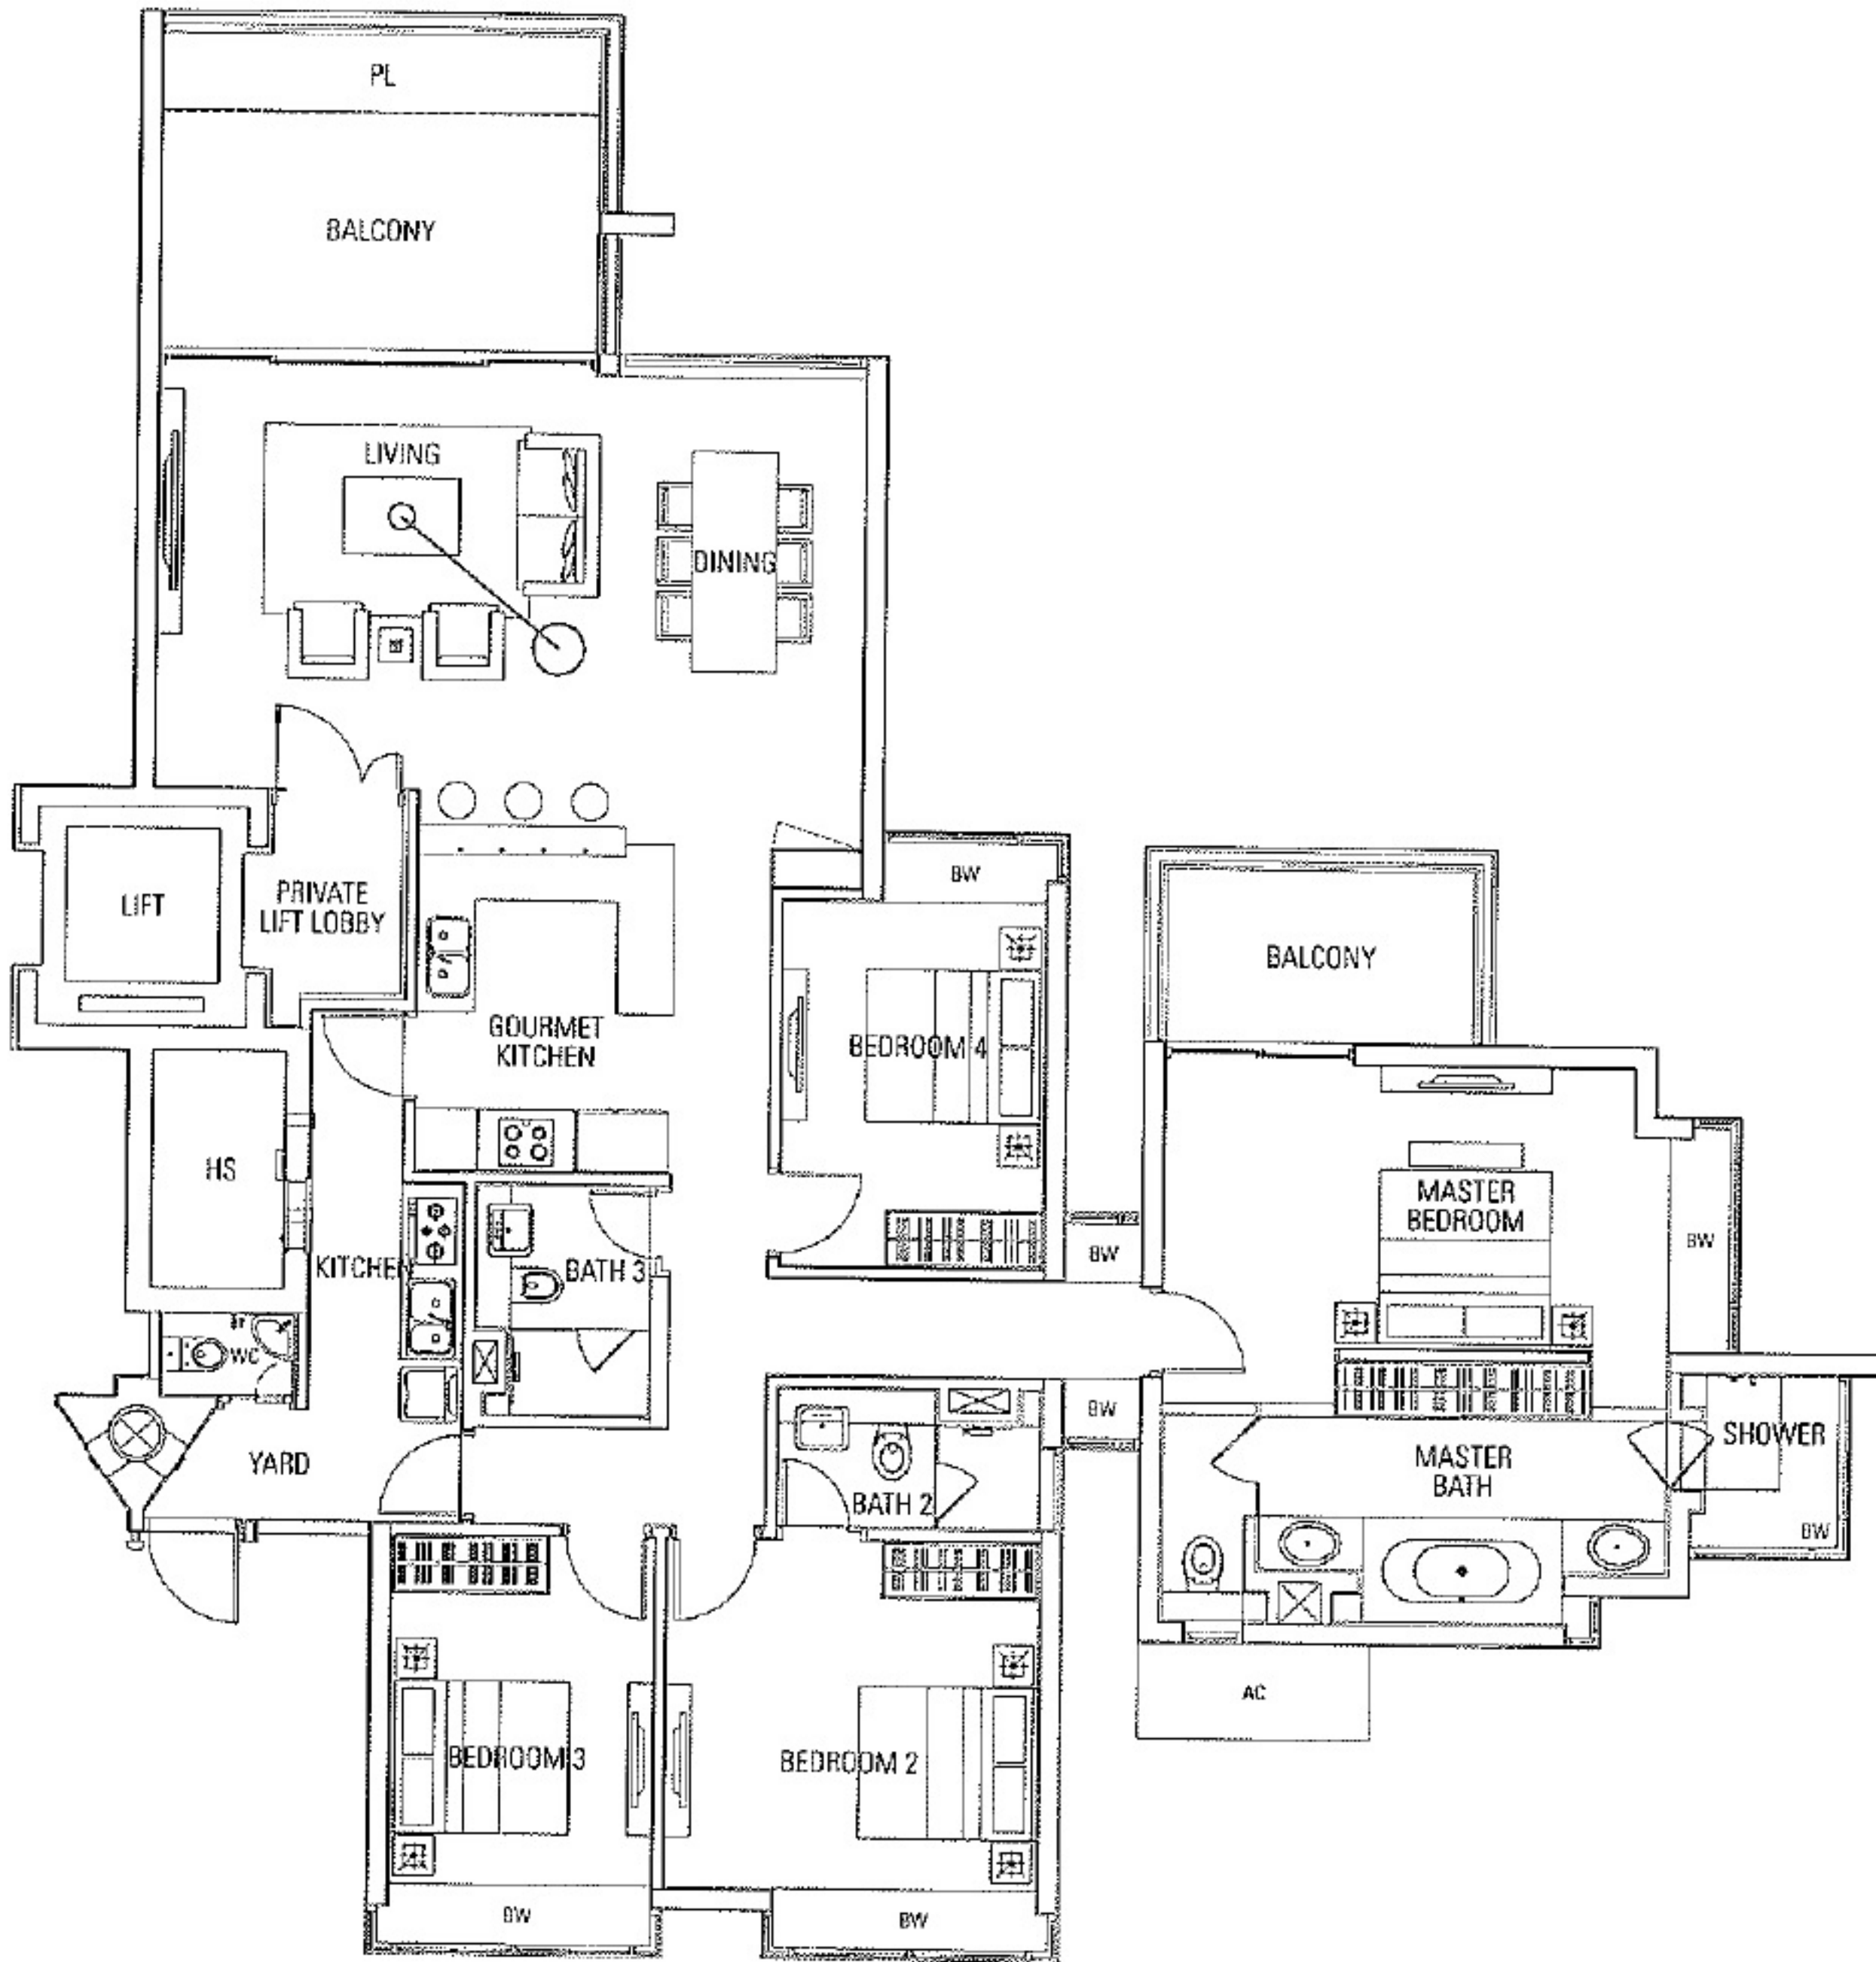 PL
BALCONY
LIVING
DINING
LIFT
PRIVATE
LIFT LOBBY
BW
BALCONY
GOURMET
KITCHEN
BEDROOM 4
HS
MASTER
BEDROOM
BW
BW
KITCHEN
BATH 3
WC
BW
SHOWER
YARD
MASTER
BATH
BATH 2
BW
AC
BEDROOM 3
BEDROOM 2
BW
BW